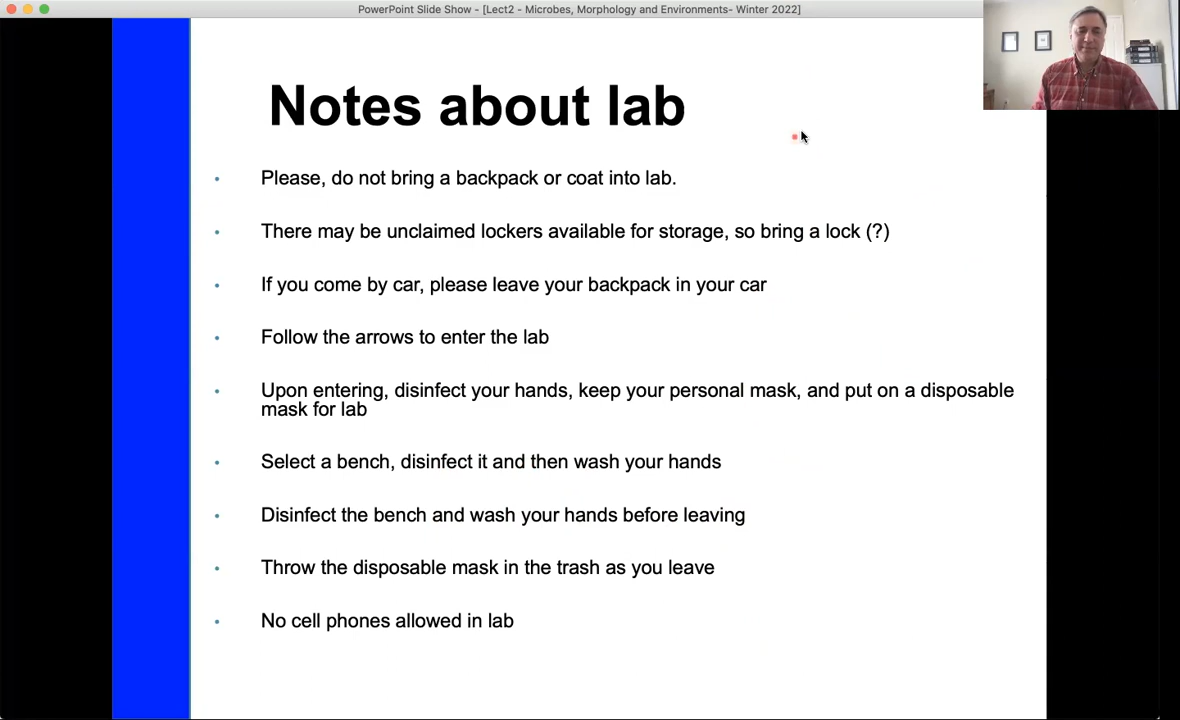 PowerPoint Slide Show - [Lect2 - Microbes, Morphology and Environments- Winter 2022]
Notes about lab
• Please, do not bring a backpack or coat into lab.
• There may be unclaimed lockers available for storage, so bring a lock (?)
• If you come by car, please leave your backpack in your car
• Follow the arrows to enter the lab
• Upon entering, disinfect your hands, keep your personal mask, and put on a disposable
mask for lab
• Select a bench, disinfect it and then wash your hands
• Disinfect the bench and wash your hands before leaving
• Throw the disposable mask in the trash as you leave
• No cell phones allowed in lab